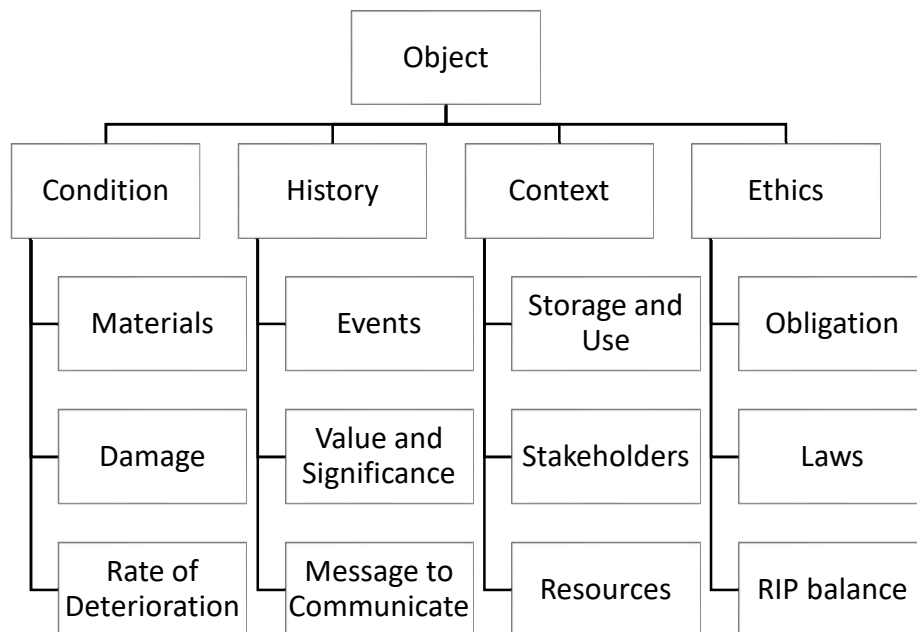 Object
Condition
History
Context
Ethics
Materials
Events
Storage and
Use
Obligation
Damage
Value and
Significance
Stakeholders
Laws
Rate of
Deterioration
Message to
Communicate
Resources
RIP balance